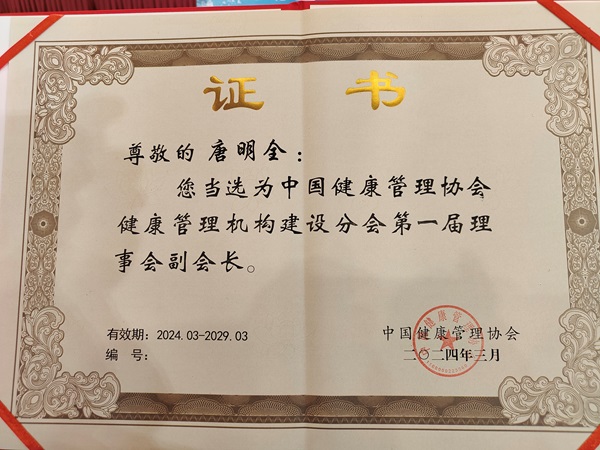 证 书
尊敬的 唐明全：
您当选为中国健康管理协会
健康管理机构建设分会第一届理
事会副会长。
有效期：2024.03-2029.03
编 号：
中国健康管理协会
二〇二四年三月